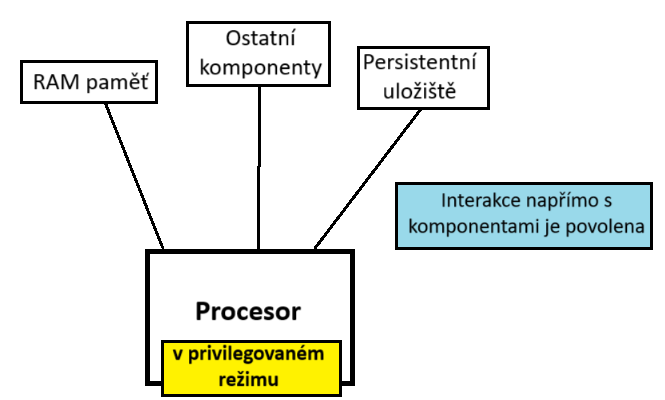 Ostatní
komponenty
RAM paměť
Persistentní
uložiště
Interakce napřímo s
komponentami je povolena
Procesor
v privilegovaném
režimu